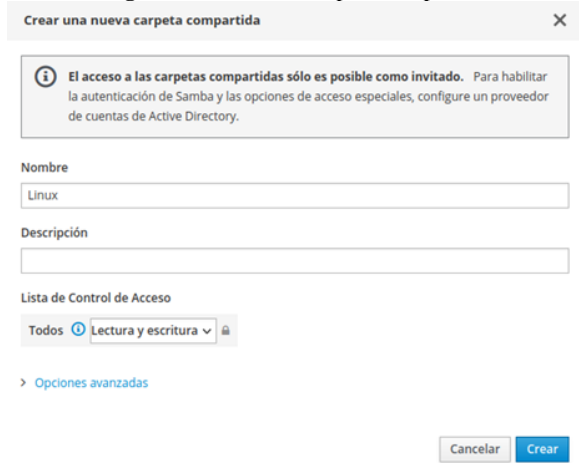 Crear una nueva carpeta compartida
El acceso a las carpetas compartidas sólo es posible como invitado. Para habilitar
la autenticación de Samba y las opciones de acceso especiales, configure un proveedor
de cuentas de Active Directory.
Nombre
Linux
Descripción
Lista de Control de Acceso
Todos Lectura y escritura
Opciones avanzadas
Cancelar Crear